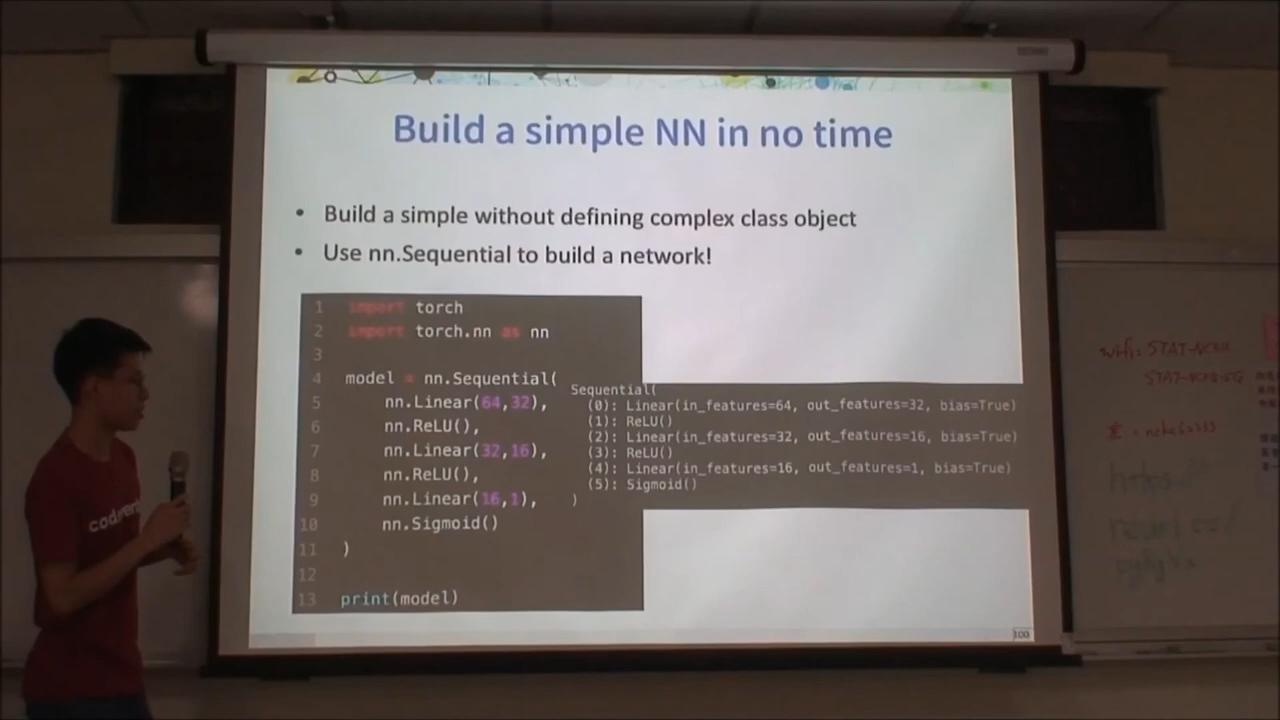 Build a simple NN in no time
• Build a simple without defining complex class object
• Use nn.Sequential to build a network!
1 import torch
2 import torch.nn as nn
3
4 model = nn.Sequential(
5 nn.Linear(64,32),
6 nn.ReLU(),
7 nn.Linear(32,16),
8 nn.ReLU(),
9 nn.Linear(16,1),
10 nn.Sigmoid()
11 )
12
13 print(model)
Sequential(
(0): Linear(in_features=64, out_features=32, bias=True)
(1): ReLU()
(2): Linear(in_features=32, out_features=16, bias=True)
(3): ReLU()
(4): Linear(in_features=16, out_features=1, bias=True)
(5): Sigmoid()
)
100
wifi: STAT-NCKU